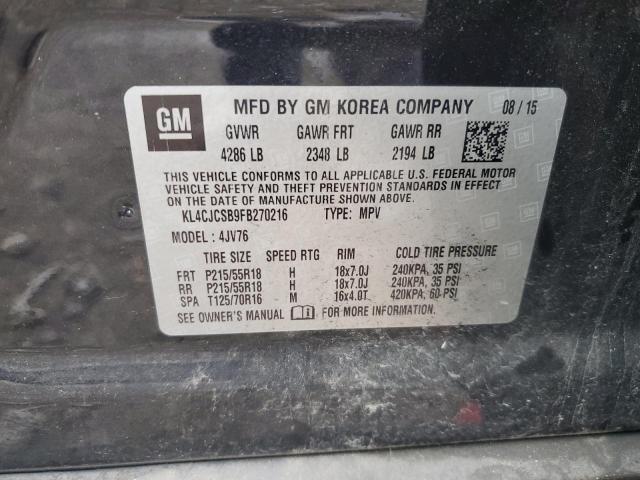 GM MFD BY GM KOREA COMPANY 08 / 15
GVWR GAWR FRT GAWR RR
4286 LB 2348 LB 2194 LB
THIS VEHICLE CONFORMS TO ALL APPLICABLE U.S. FEDERAL MOTOR
VEHICLE SAFETY AND THEFT PREVENTION STANDARDS IN EFFECT
ON THE DATE OF MANUFACTURE SHOWN ABOVE.
KL4CJCSB9FB270216 TYPE: MPV
MODEL : 4JV76
TIRE SIZE SPEED RTG RIM COLD TIRE PRESSURE
FRT P215/55R18 H 18x7.0J 240KPA, 35 PSI
RR P215/55R18 H 18x7.0J 240KPA, 35 PSI
SPA T125/70R16 M 16x4.0T 420KPA, 60 PSI
SEE OWNER'S MANUAL FOR MORE INFORMATION.